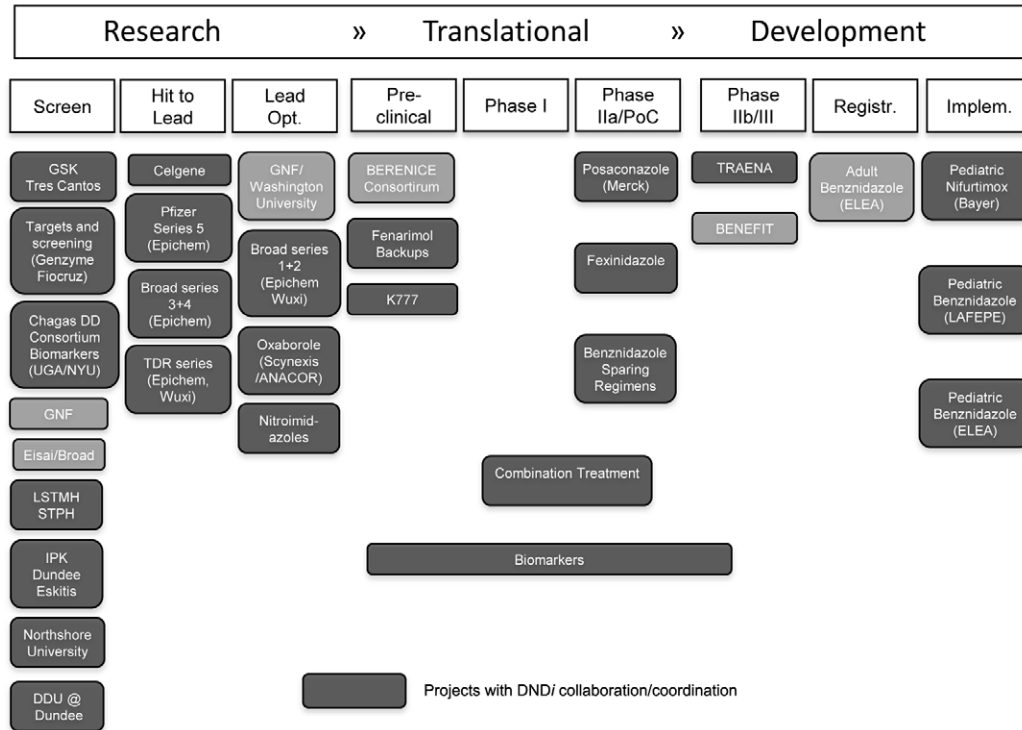 Research » Translational » Development
Screen
Hit to
Lead
Lead
Opt.
Pre-
clinical
Phase I
Phase
IIa/PoC
Phase
IIb/III
Registr.
Implem.
GSK
Tres Cantos
Targets and
screening
(Genzyme
Fiocruz)
Chagas DD
Consortium
Biomarkers
(UGA/NYU)
GNF
Eisai/Broad
LSTMH
STPH
IPK
Dundee
Eskitis
Northshore
University
DDU @
Dundee
Celgene
Pfizer
Series 5
(Epichem)
Broad series
3+4
(Epichem)
TDR series
(Epichem,
Wuxi)
GNF/
Washington
University
Broad series
1+2
(Epichem
Wuxi)
Oxaborole
(Scynexis
/ANACOR)
Nitroimid-
azoles
BERENICE
Consortirum
Fenarimol
Backups
K777
Posaconazole
(Merck)
Fexinidazole
Benznidazole
Sparing
Regimens
Combination Treatment
Biomarkers
TRAENA
BENEFIT
Adult
Benznidazole
(ELEA)
Pediatric
Nifurtimox
(Bayer)
Pediatric
Benznidazole
(LAFEPE)
Pediatric
Benznidazole
(ELEA)
Projects with DNDi collaboration/coordination